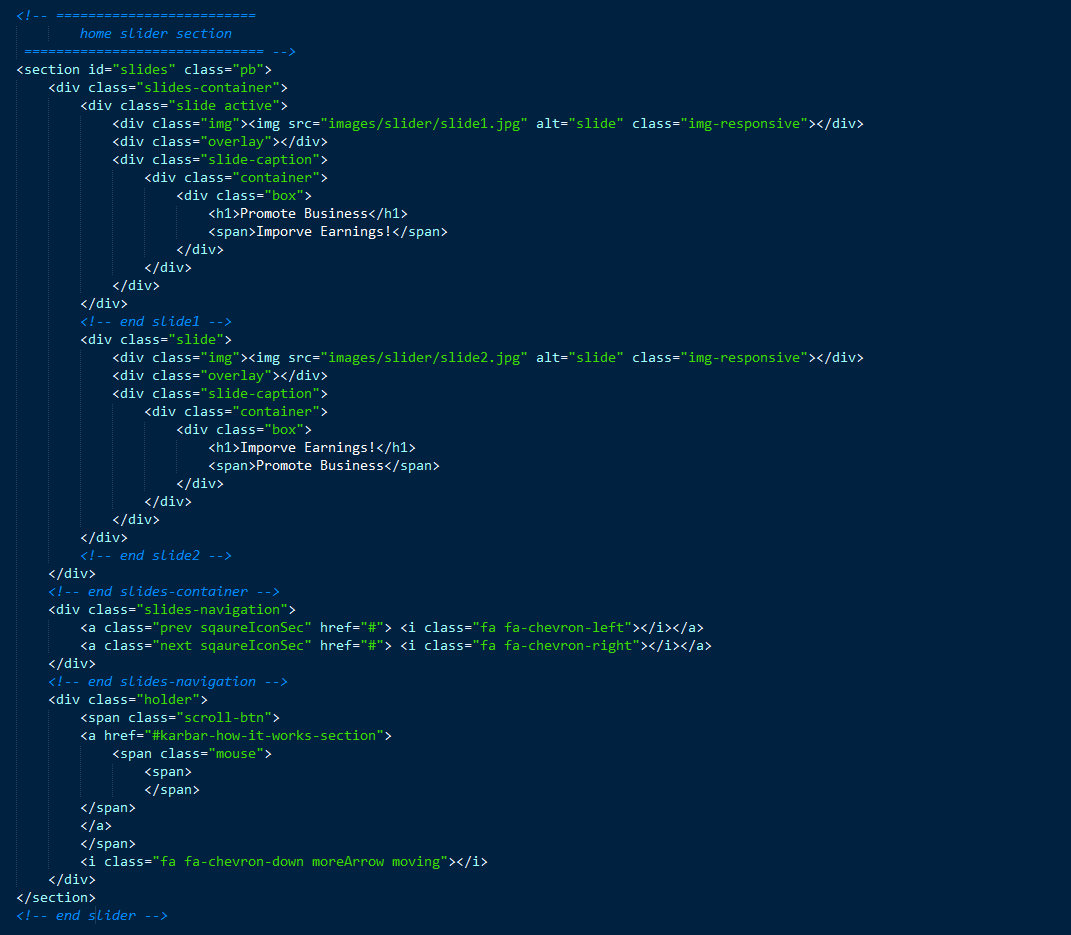 <!-- =========================
        home slider section
 ============================== -->
<section id="slides" class="pb">
    <div class="slides-container">
        <div class="slide active">
            <div class="img"><img src="images/slider/slide1.jpg" alt="slide" class="img-responsive"></div>
            <div class="overlay"></div>
            <div class="slide-caption">
                <div class="container">
                    <div class="box">
                        <h1>Promote Business</h1>
                        <span>Imporve Earnings!</span>
                    </div>
                </div>
            </div>
        </div>
        <!-- end slide1 -->
        <div class="slide">
            <div class="img"><img src="images/slider/slide2.jpg" alt="slide" class="img-responsive"></div>
            <div class="overlay"></div>
            <div class="slide-caption">
                <div class="container">
                    <div class="box">
                        <h1>Imporve Earnings!</h1>
                        <span>Promote Business</span>
                    </div>
                </div>
            </div>
        </div>
        <!-- end slide2 -->
    </div>
    <!-- end slides-container -->
    <div class="slides-navigation">
        <a class="prev sqaureIconSec" href="#"> <i class="fa fa-chevron-left"></i></a>
        <a class="next sqaureIconSec" href="#"> <i class="fa fa-chevron-right"></i></a>
    </div>
    <!-- end slides-navigation -->
    <div class="holder">
        <span class="scroll-btn">
        <a href="#karbar-how-it-works-section">
            <span class="mouse">
                <span>
                </span>
        </span>
        </a>
        </span>
        <i class="fa fa-chevron-down moreArrow moving"></i>
    </div>
</section>
<!-- end slider -->